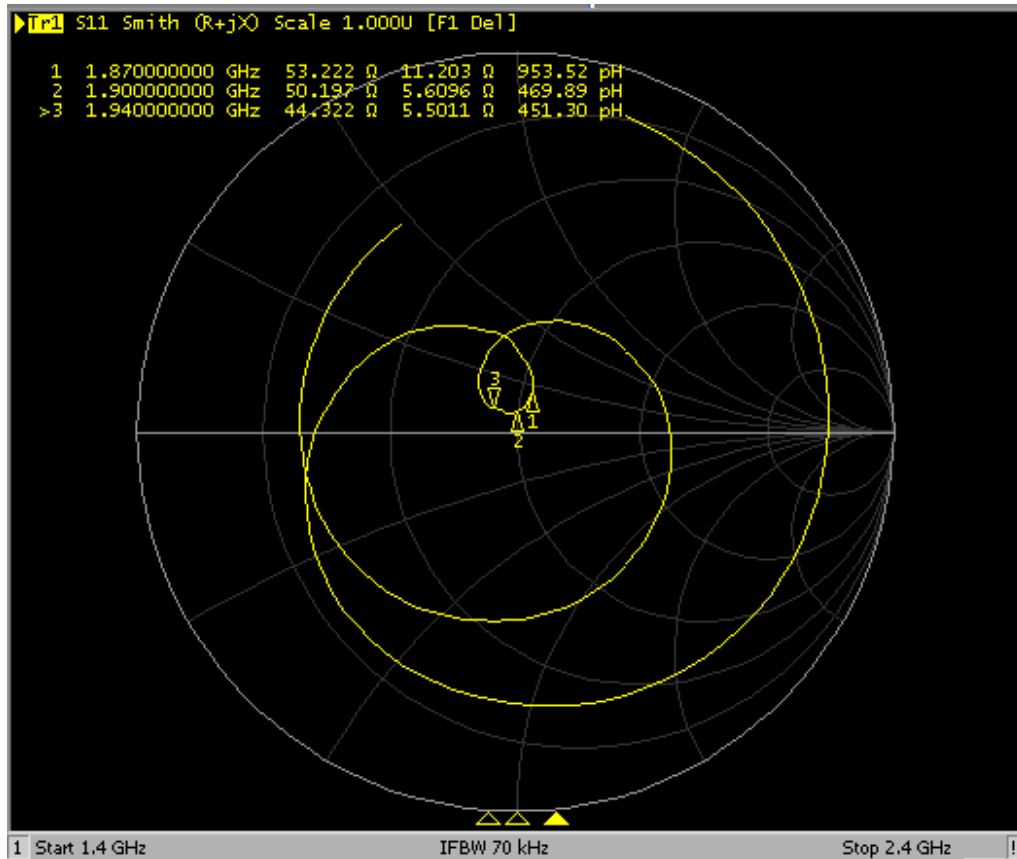 Tr1 S11 Smith (R+jX) Scale 1.000U [F1 Del]
1 1.870000000 GHz 53.222 Ω 11.203 Ω 953.52 pH
2 1.900000000 GHz 50.197 Ω 5.6096 Ω 469.89 pH
>3 1.940000000 GHz 44.322 Ω 5.5011 Ω 451.30 pH
3
1
2
1 Start 1.4 GHz IFBW 70 kHz Stop 2.4 GHz !